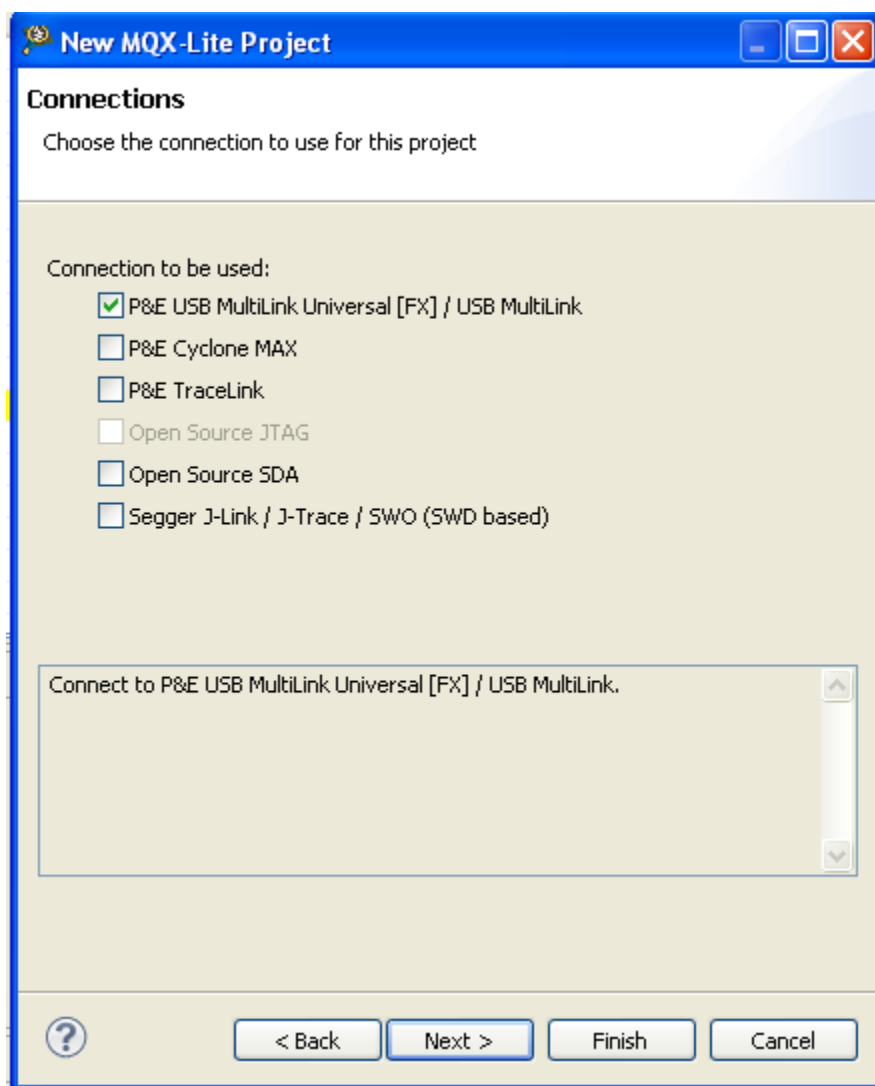 New MQX-Lite Project
Connections
Choose the connection to use for this project
Connection to be used:
P&E USB MultiLink Universal [FX] / USB MultiLink
P&E Cyclone MAX
P&E TraceLink
Open Source JTAG
Open Source SDA
Segger J-Link / J-Trace / SWO (SWD based)
Connect to P&E USB MultiLink Universal [FX] / USB MultiLink.
? < Back Next > Finish Cancel